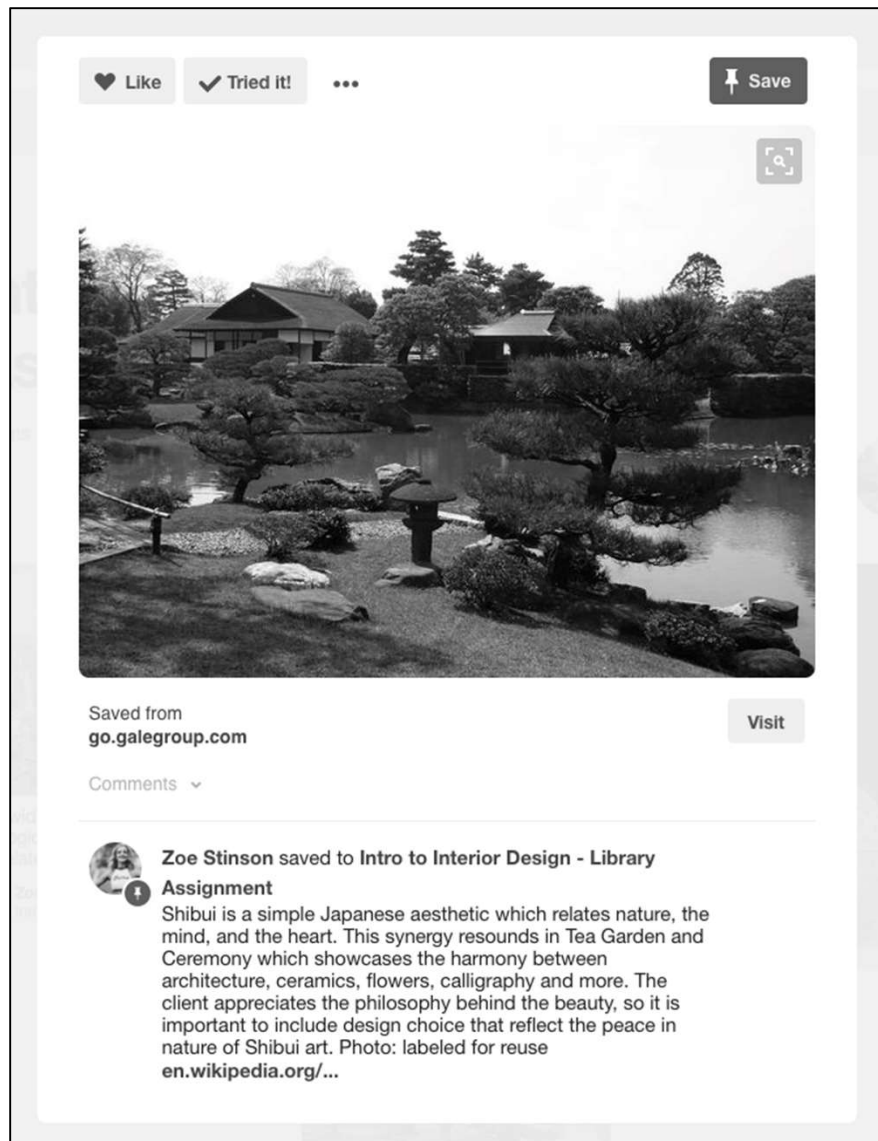 Like Tried it! Save
Saved from
go.galegroup.com
Visit
Comments
Zoe Stinson saved to Intro to Interior Design - Library
Assignment
Shibui is a simple Japanese aesthetic which relates nature, the
mind, and the heart. This synergy resounds in Tea Garden and
Ceremony which showcases the harmony between
architecture, ceramics, flowers, calligraphy and more. The
client appreciates the philosophy behind the beauty, so it is
important to include design choice that reflect the peace in
nature of Shibui art. Photo: labeled for reuse
en.wikipedia.org/...